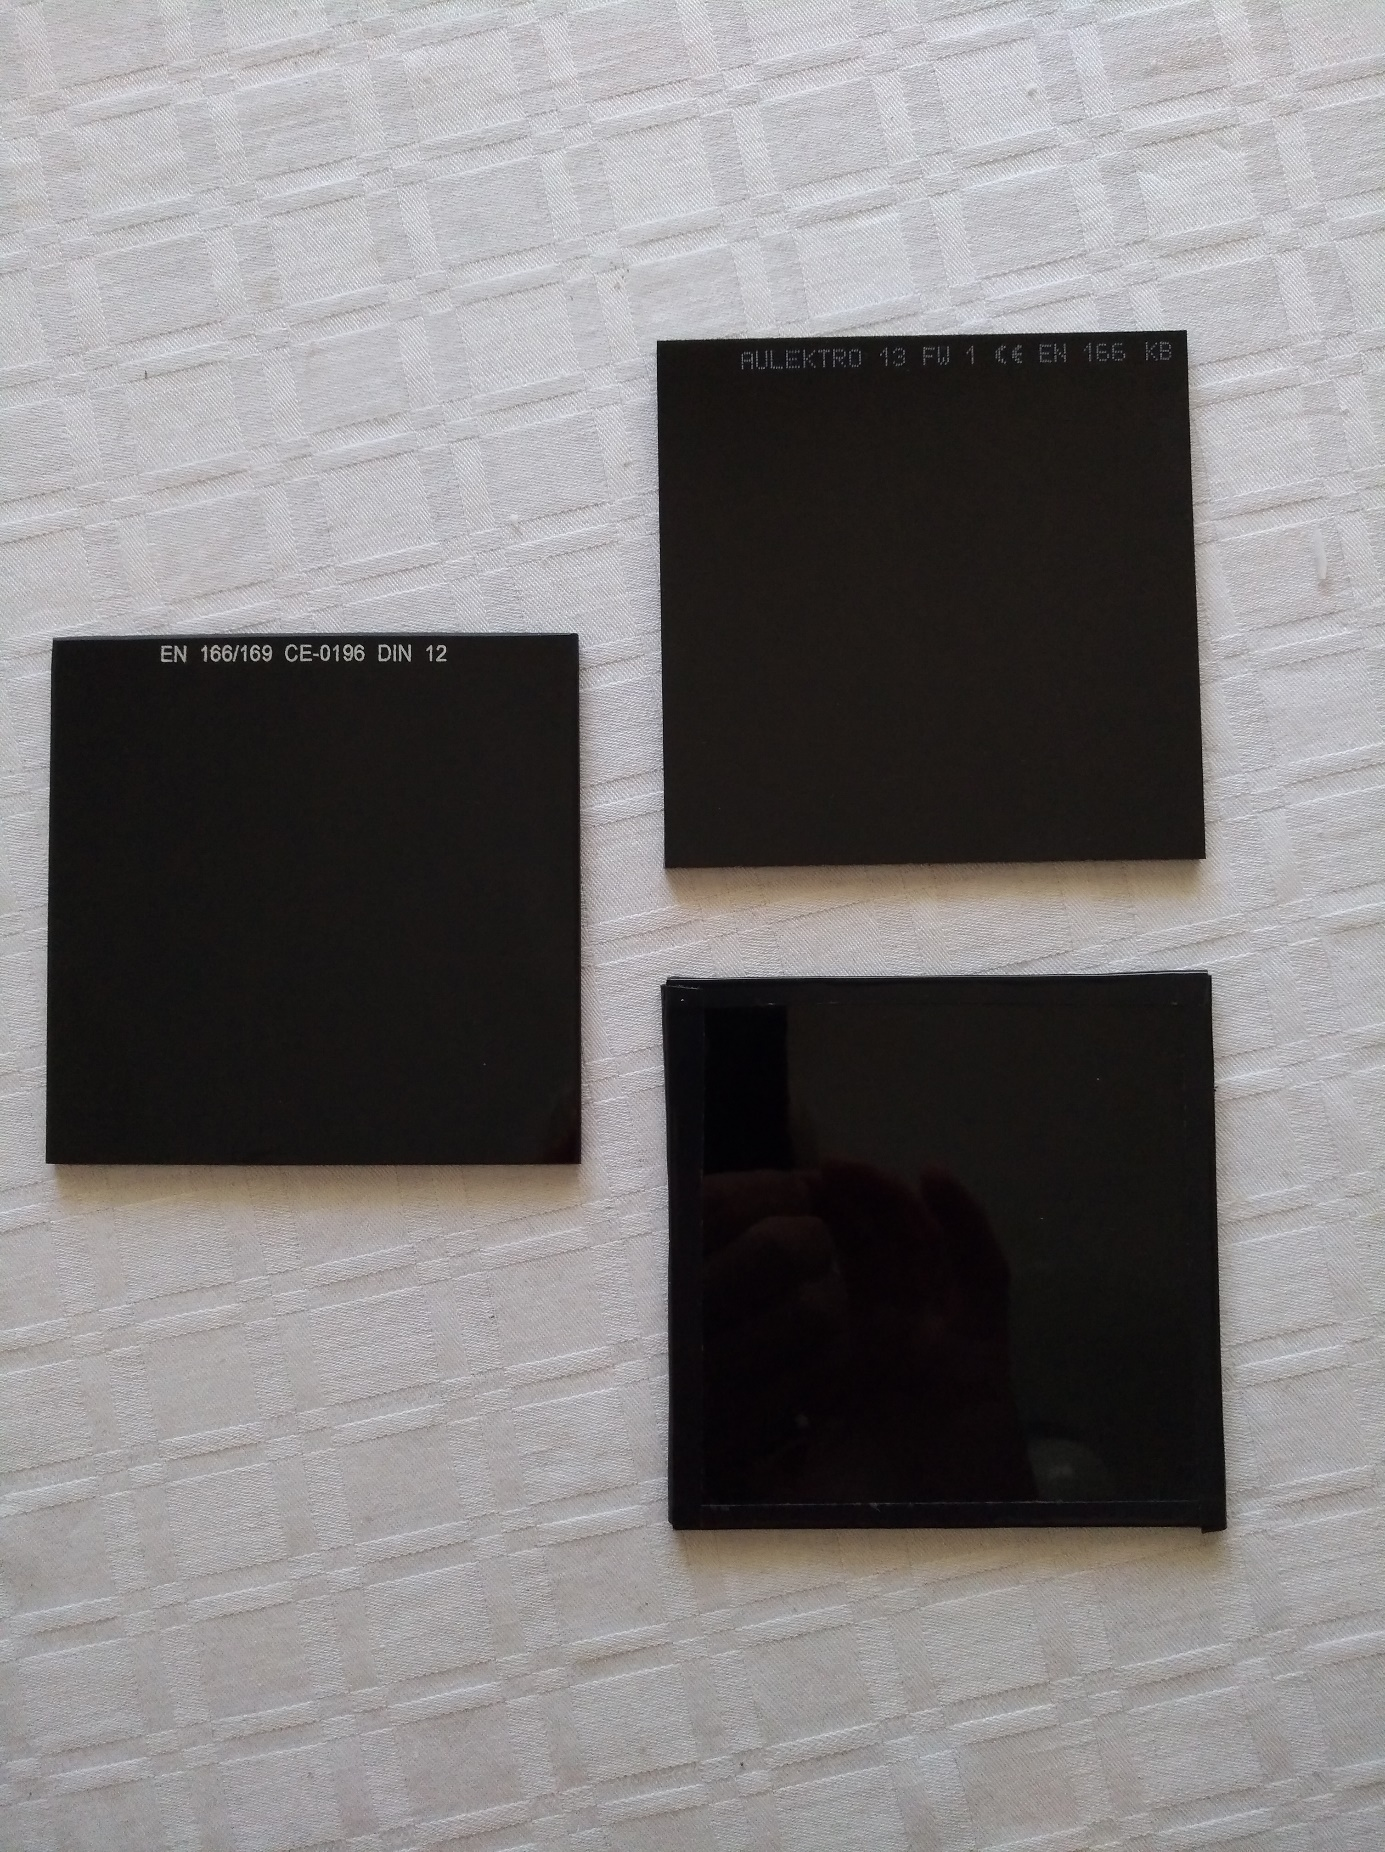 AULEKTRO 13 FW 1 CE EN 166 KB
EN 166/169 CE-0196 DIN 12